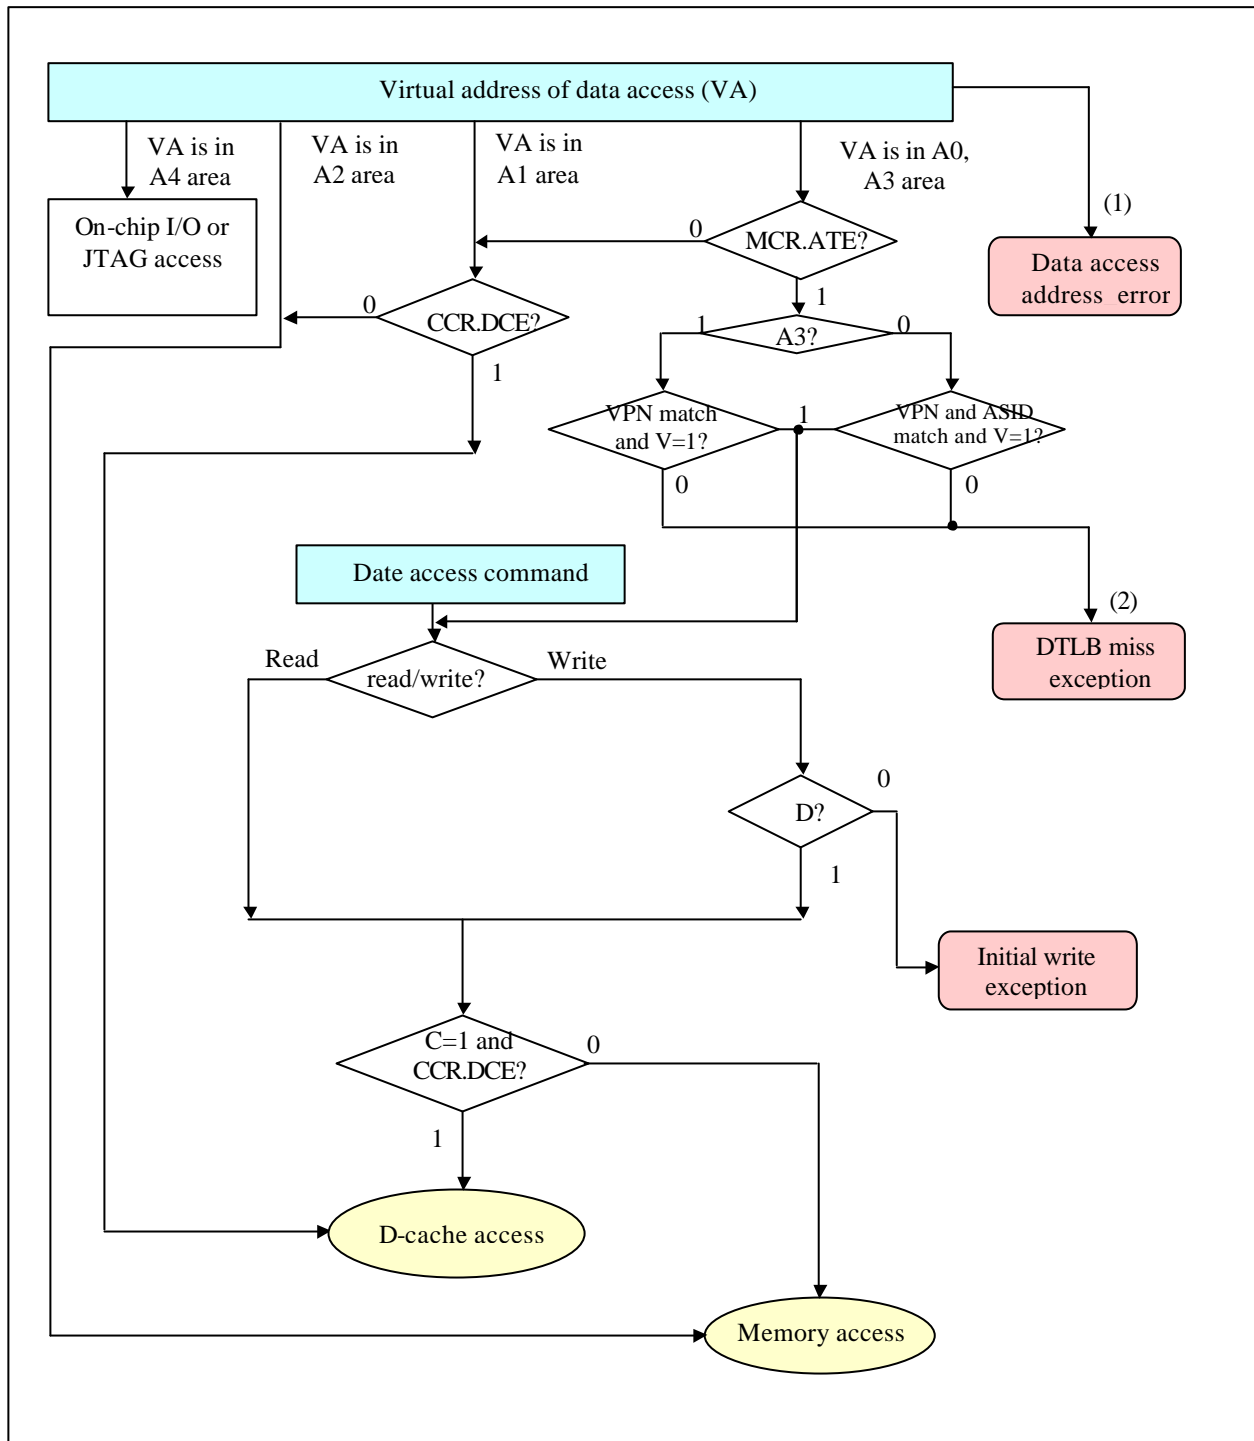 Virtual address of data access (VA)
VA is in
A4 area
VA is in
A2 area
VA is in
A1 area
VA is in A0,
A3 area
On-chip I/O or
JTAG access
0
MCR.ATE?
(1)
Data access
address_error
0
CCR.DCE?
1
1
1
A3?
0
VPN match
and V=1?
1
VPN and ASID
match and V=1?
0
0
Date access command
(2)
DTLB miss
exception
Read
read/write?
Write
0
D?
1
Initial write
exception
C=1 and
CCR.DCE?
0
1
D-cache access
Memory access